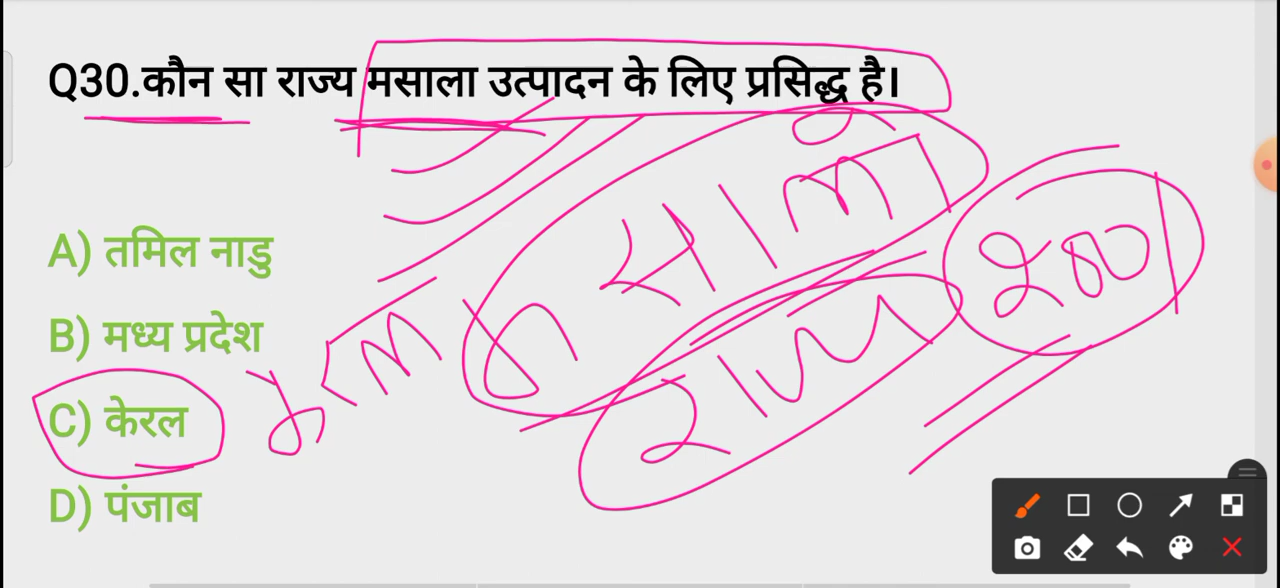 Q30.कौन सा राज्य मसाला उत्पादन के लिए प्रसिद्ध है।
A) तमिल नाडु
B) मध्य प्रदेश
C) केरल
D) पंजाब